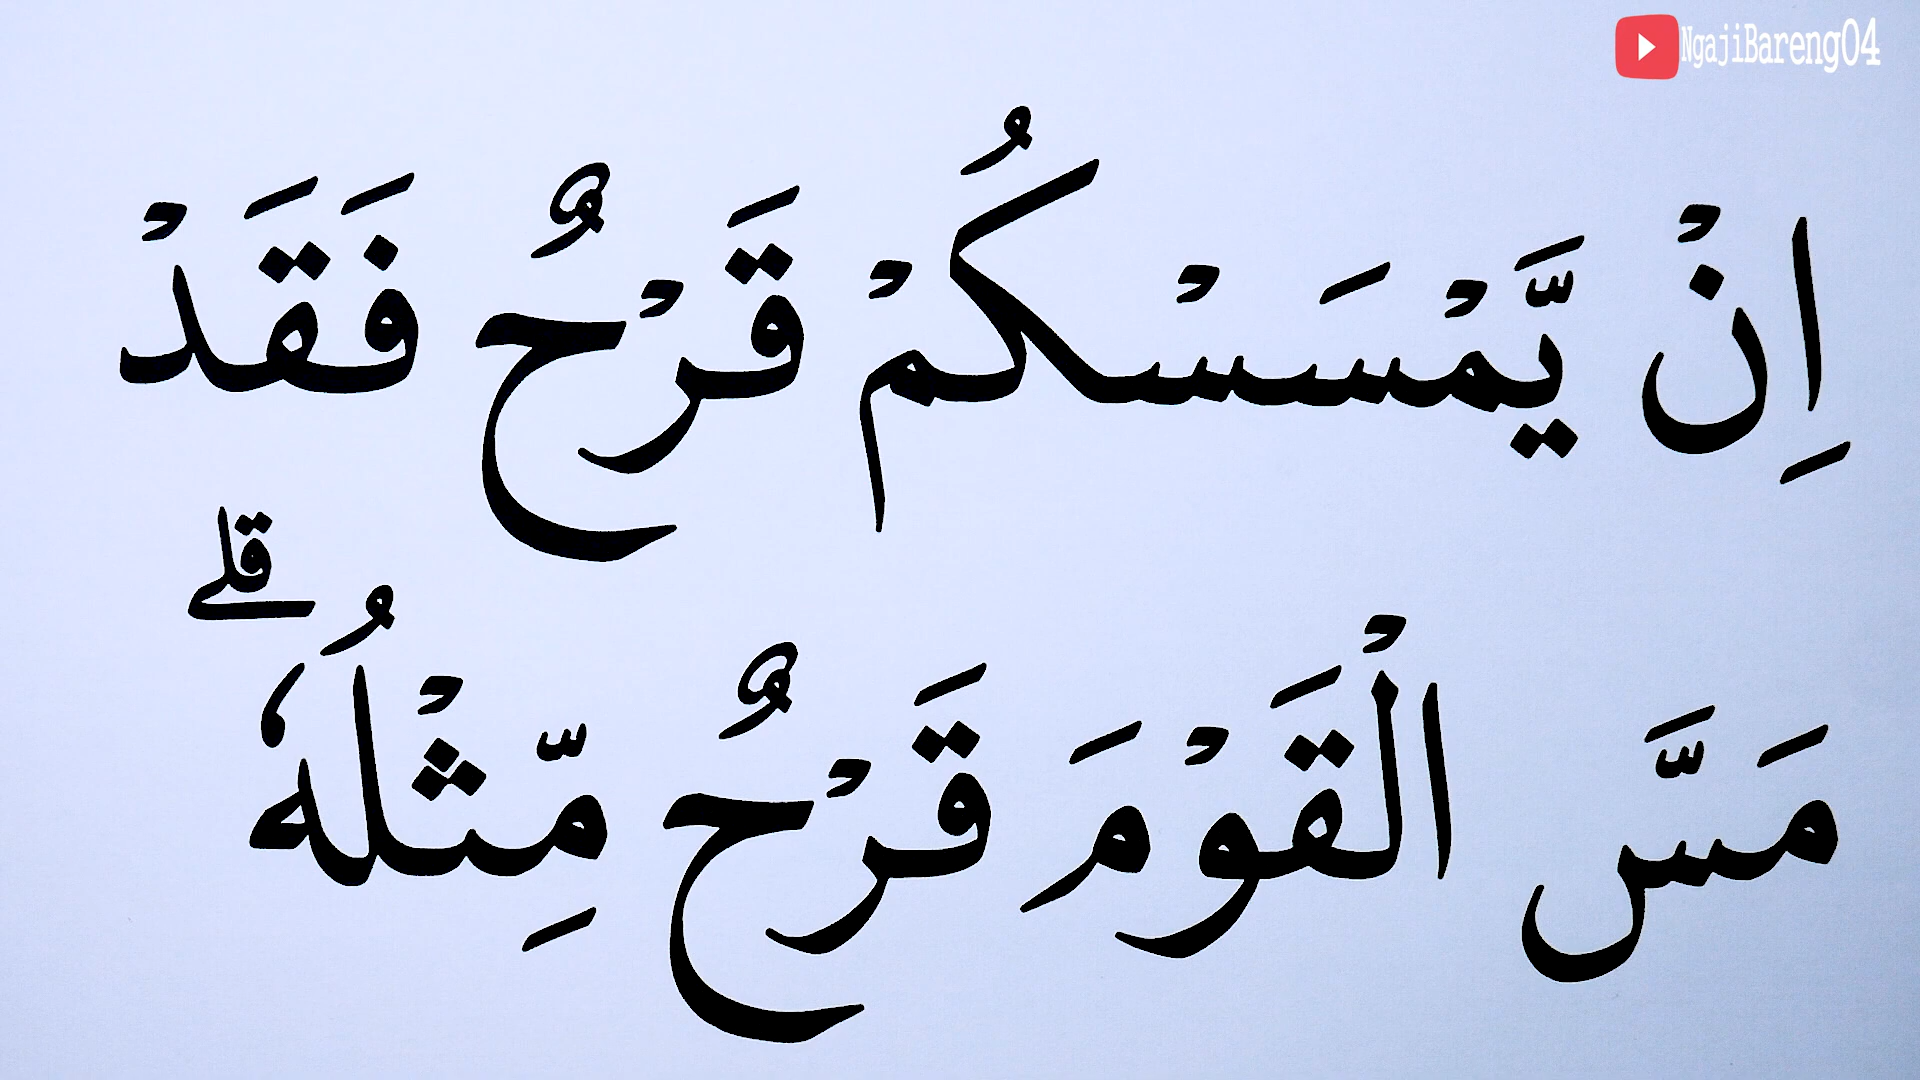 NgajiBareng04
اِنْ يَّمْسَسْكُمْ قَرْحٌ فَقَدْ
مَسَّ الْقَوْمَ قَرْحٌ مِّثْلُهٗ ۗ